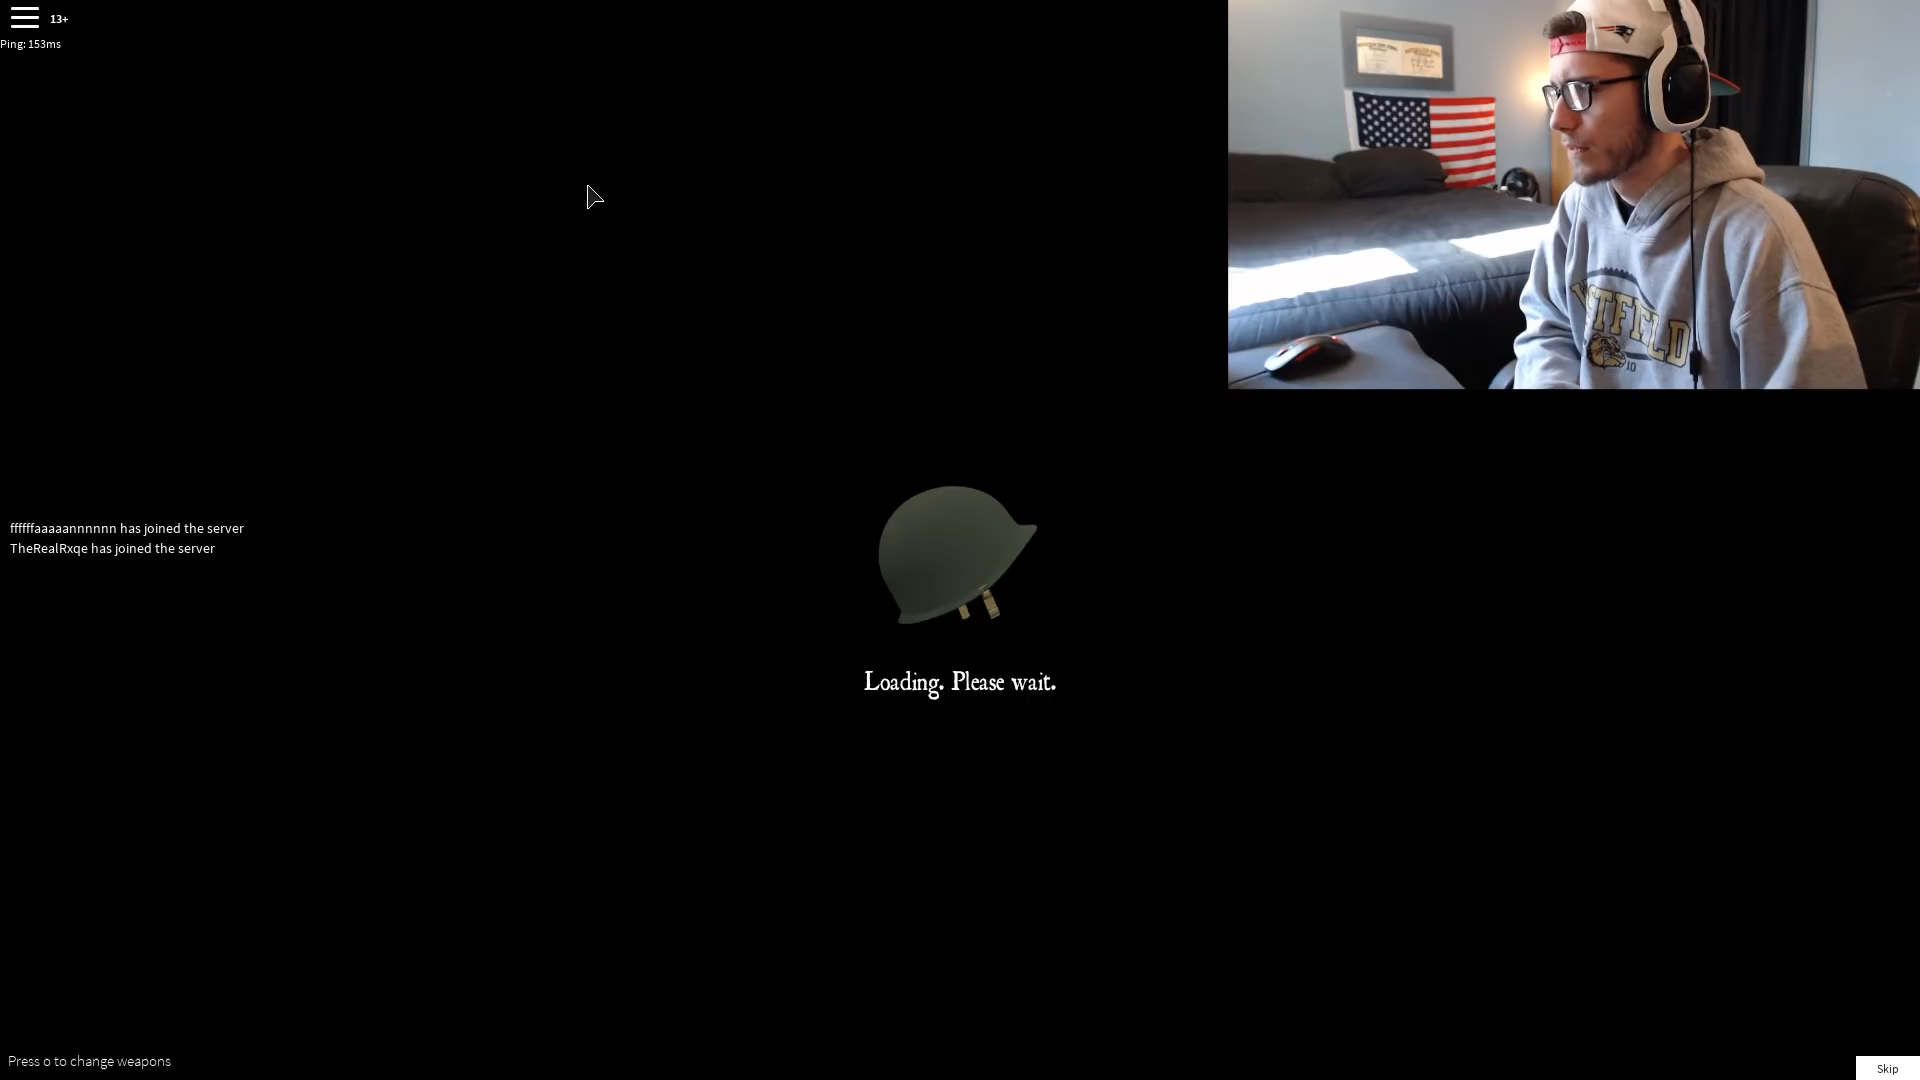 13+
Ping: 153ms
ffffffaaaaannnnnn has joined the server
TheRealRxqe has joined the server
Loading. Please wait.
Press o to change weapons
Skip
10